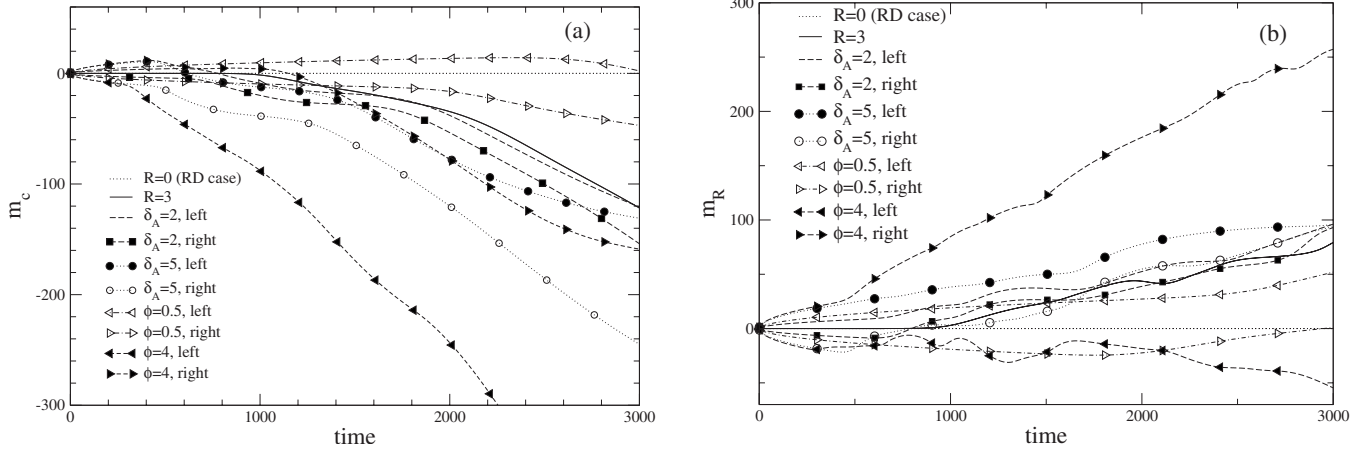 (a)
0
-100
-200
-300
m_c
R=0 (RD case)
R=3
δ_A=2, left
δ_A=2, right
δ_A=5, left
δ_A=5, right
ϕ=0.5, left
ϕ=0.5, right
ϕ=4, left
ϕ=4, right
0 1000 2000 3000
time
300
200
100
0
m_R
(b)
R=0 (RD case)
R=3
δ_A=2, left
δ_A=2, right
δ_A=5, left
δ_A=5, right
ϕ=0.5, left
ϕ=0.5, right
ϕ=4, left
ϕ=4, right
0 1000 2000 3000
time